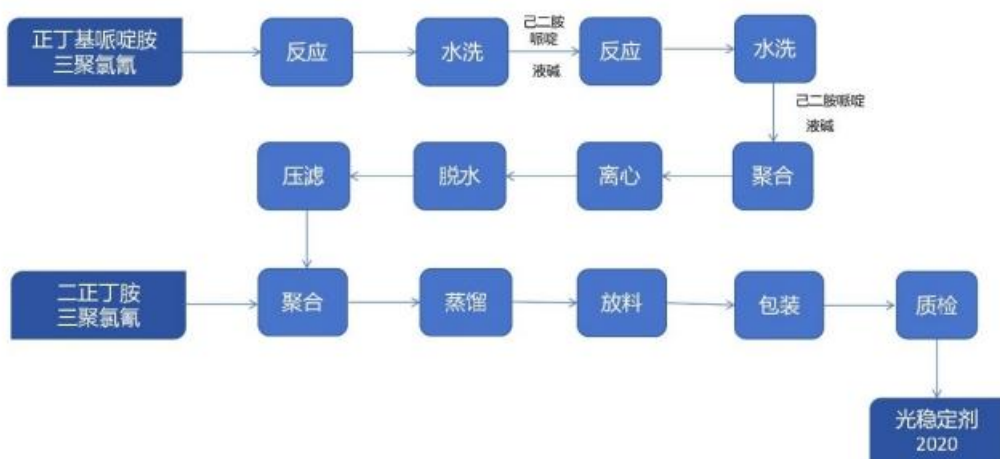 正丁基哌啶胺
三聚氯氰
反应
水洗
己二胺
哌啶
液碱
反应
水洗
己二胺哌啶
液碱
压滤
脱水
离心
聚合
二正丁胺
三聚氯氰
聚合
蒸馏
放料
包装
质检
光稳定剂
2020